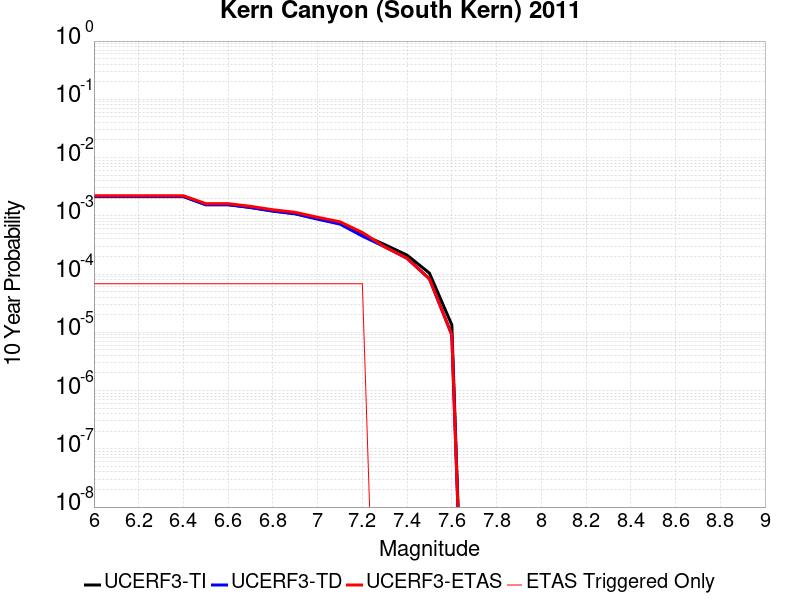 Kern Canyon (South Kern) 2011
10^0
10^-1
10^-2
10^-3
10^-4
10^-5
10^-6
10^-7
10^-8
10 Year Probability
6 6.2 6.4 6.6 6.8 7 7.2 7.4 7.6 7.8 8 8.2 8.4 8.6 8.8 9
Magnitude
UCERF3-TI UCERF3-TD UCERF3-ETAS ETAS Triggered Only